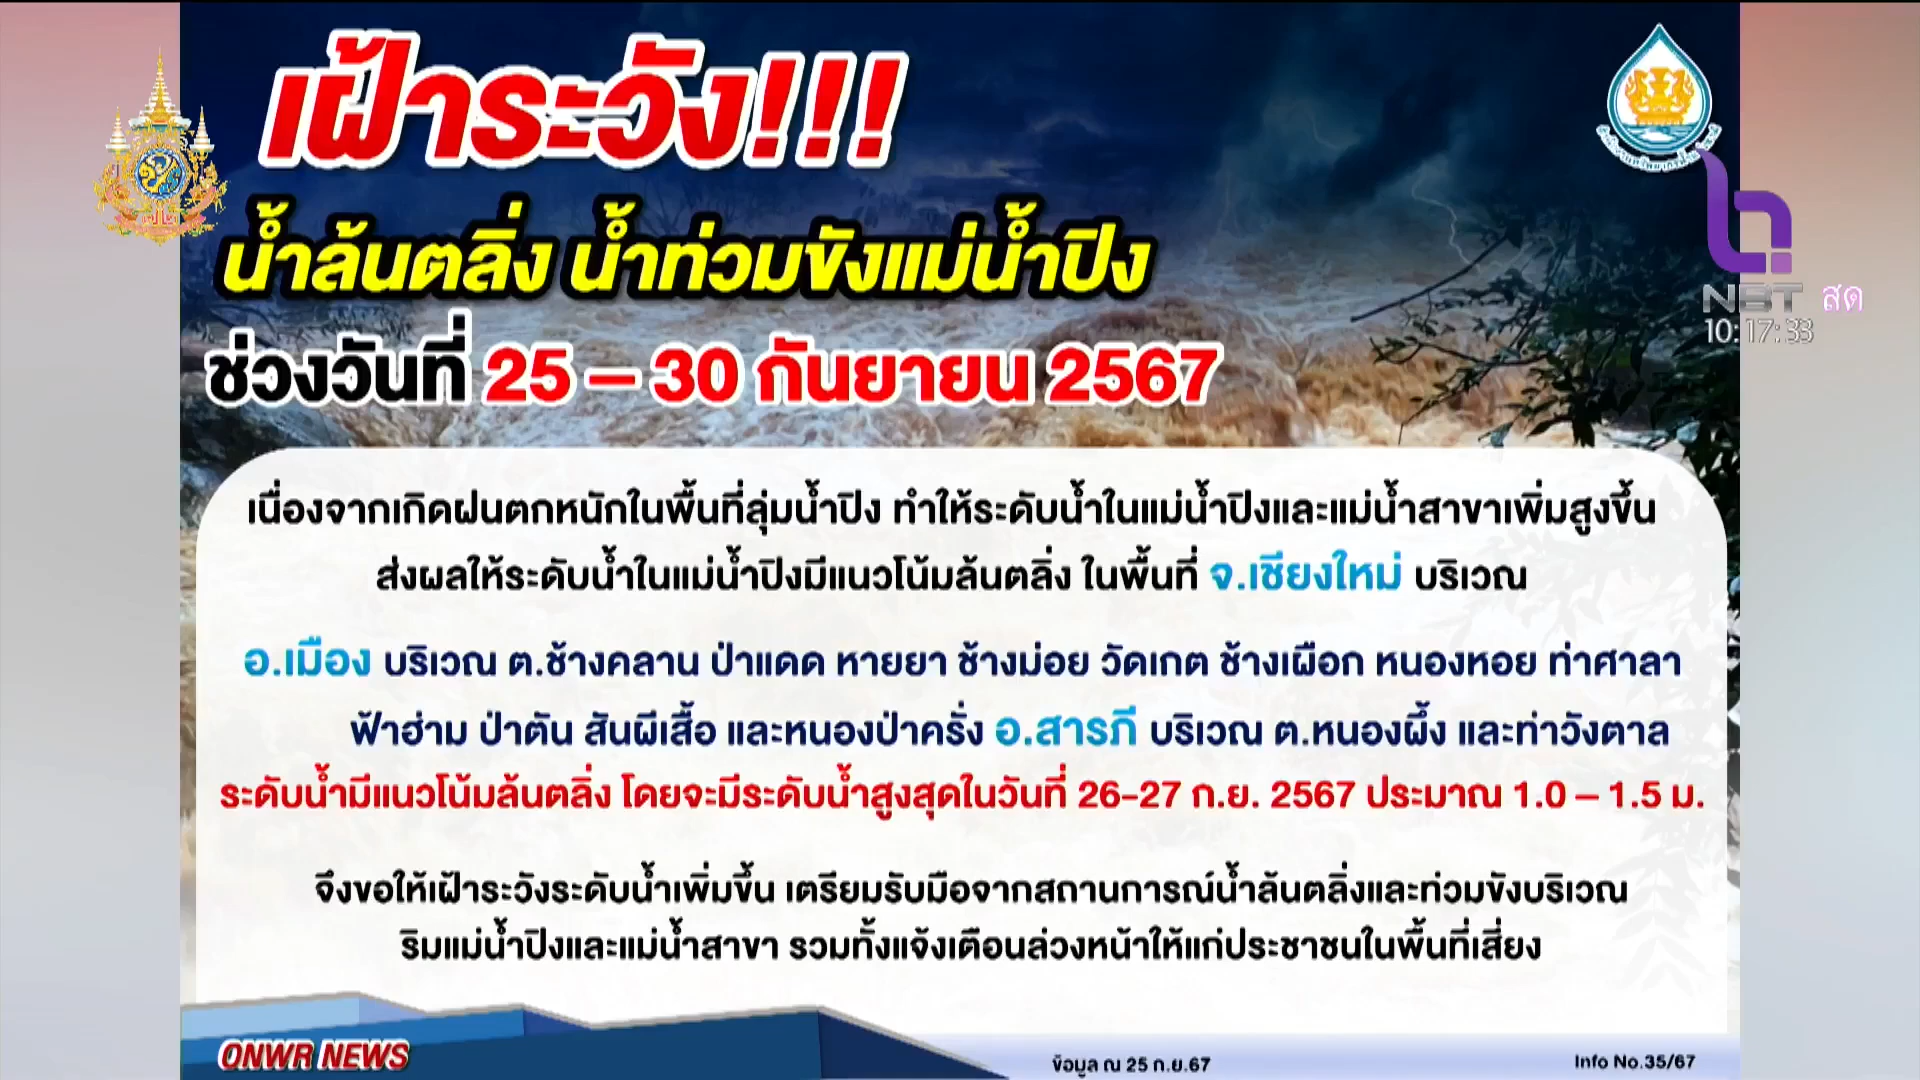 เฝ้าระวัง!!!
น้ำล้นตลิ่ง น้ำท่วมขังแม่น้ำปิง
ช่วงวันที่ 25 – 30 กันยายน 2567
NBT สด
10:17:33
เนื่องจากเกิดฝนตกหนักในพื้นที่ลุ่มน้ำปิง ทำให้ระดับน้ำในแม่น้ำปิงและแม่น้ำสาขาเพิ่มสูงขึ้น
ส่งผลให้ระดับน้ำในแม่น้ำปิงมีแนวโน้มล้นตลิ่ง ในพื้นที่ จ.เชียงใหม่ บริเวณ
อ.เมือง บริเวณ ต.ช้างคลาน ป่าแดด หายยา ช้างม่อย วัดเกต ช้างเผือก หนองหอย ท่าศาลา
ฟ้าฮ่าม ป่าตัน สันผีเสื้อ และหนองป่าครั่ง อ.สารภี บริเวณ ต.หนองผึ้ง และท่าวังตาล
ระดับน้ำมีแนวโน้มล้นตลิ่ง โดยจะมีระดับน้ำสูงสุดในวันที่ 26-27 ก.ย. 2567 ประมาณ 1.0 – 1.5 ม.
จึงขอให้เฝ้าระวังระดับน้ำเพิ่มขึ้น เตรียมรับมือจากสถานการณ์น้ำล้นตลิ่งและท่วมขังบริเวณ
ริมแม่น้ำปิงและแม่น้ำสาขา รวมทั้งแจ้งเตือนล่วงหน้าให้แก่ประชาชนในพื้นที่เสี่ยง
ONWR NEWS
ข้อมูล ณ 25 ก.ย.67
Info No.35/67